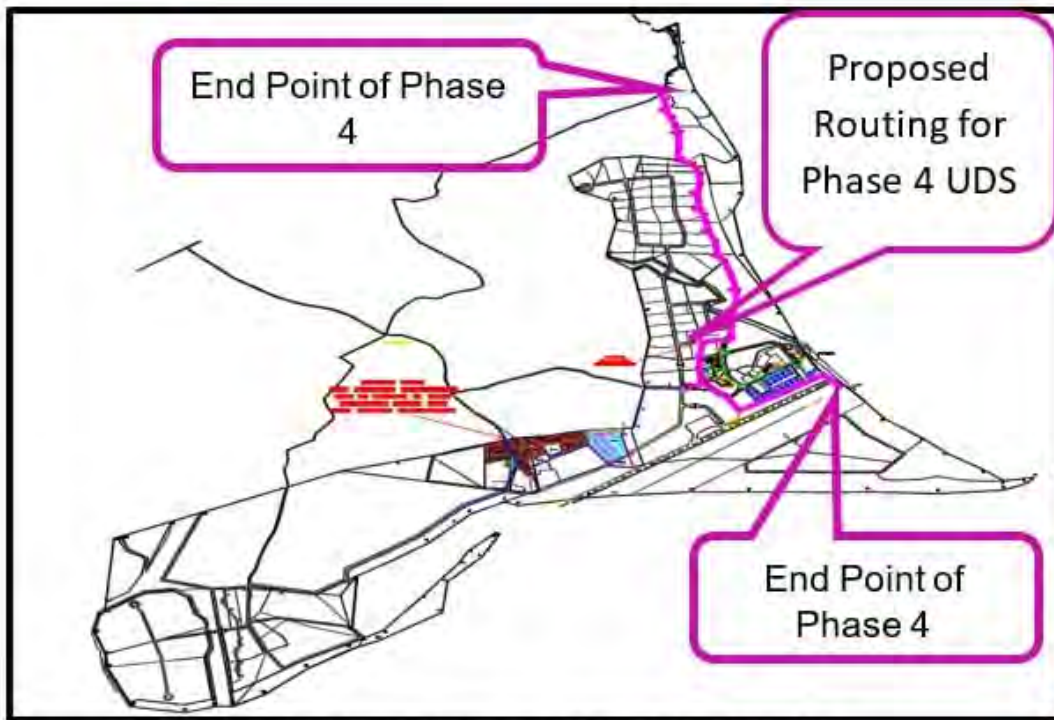 End Point of Phase
4
Proposed
Routing for
Phase 4 UDS
End Point of
Phase 4